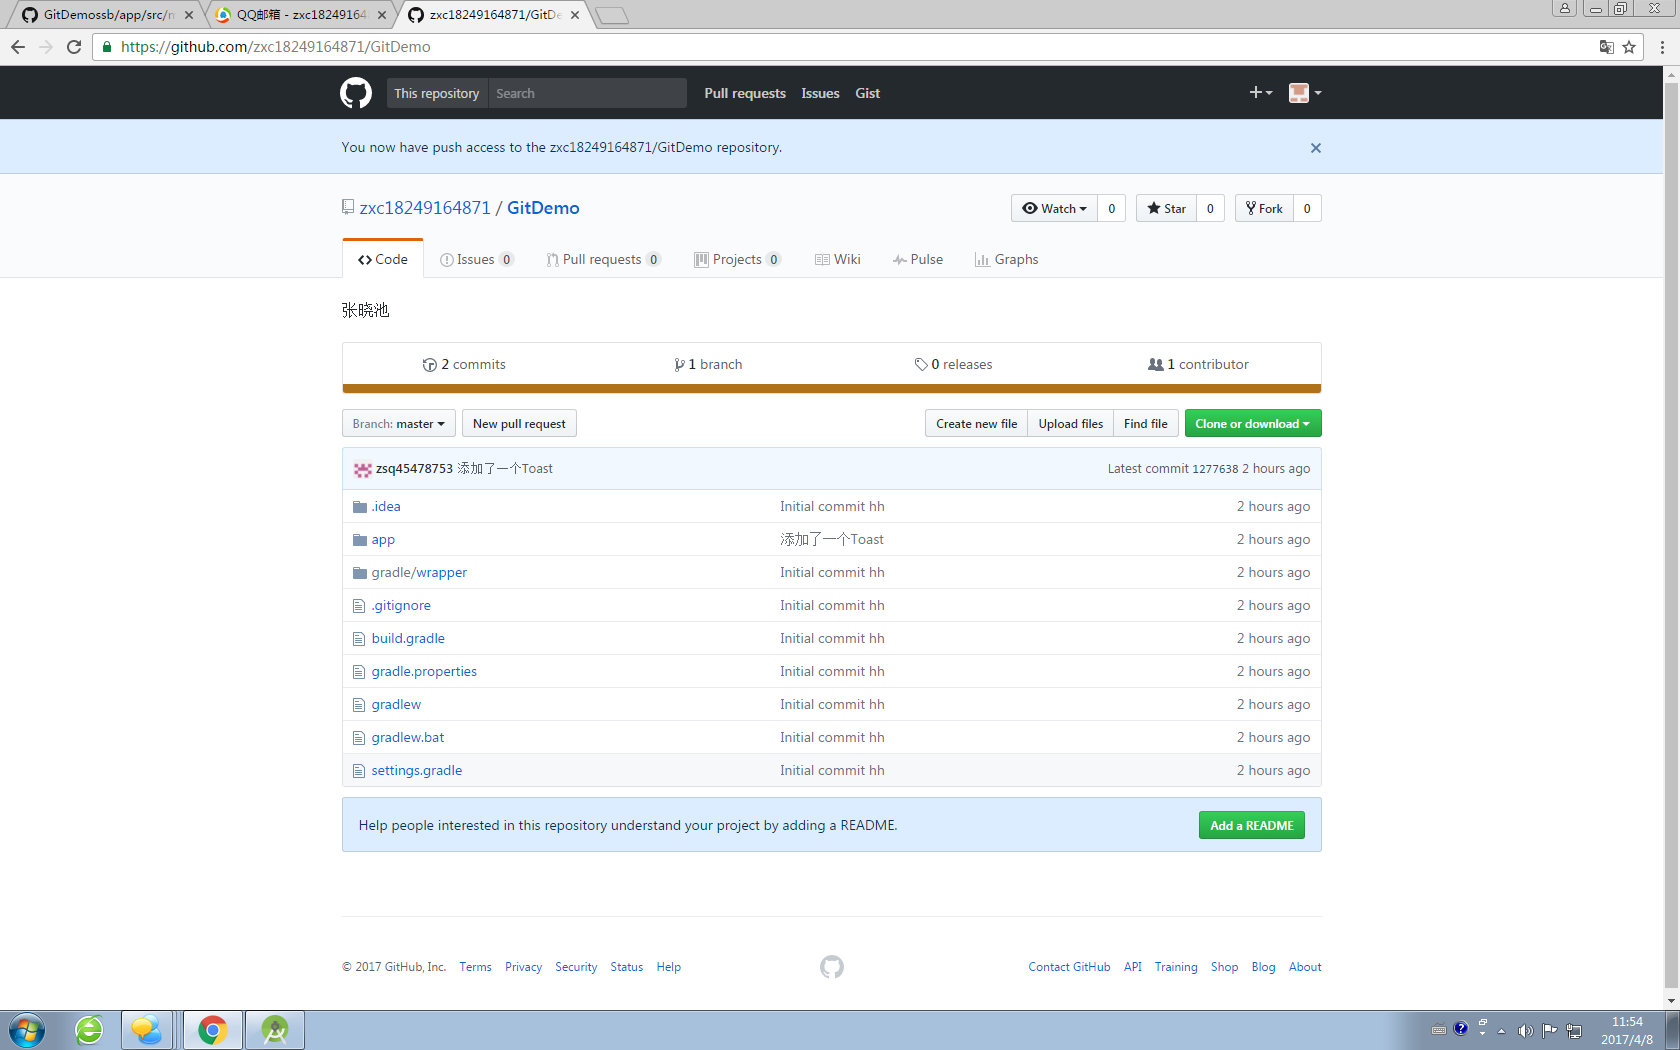 GitDemossb/app/src/m
QQ邮箱 - zxc18249164
zxc18249164871/GitDe
https://github.com/zxc18249164871/GitDemo
This repository Search Pull requests Issues Gist
You now have push access to the zxc18249164871/GitDemo repository.
zxc18249164871 / GitDemo
Watch 0 Star 0 Fork 0
Code Issues 0 Pull requests 0 Projects 0 Wiki Pulse Graphs
张晓池
2 commits 1 branch 0 releases 1 contributor
Branch: master New pull request Create new file Upload files Find file Clone or download
zsq45478753 添加了一个Toast Latest commit 1277638 2 hours ago
.idea Initial commit hh 2 hours ago
app 添加了一个Toast 2 hours ago
gradle/wrapper Initial commit hh 2 hours ago
.gitignore Initial commit hh 2 hours ago
build.gradle Initial commit hh 2 hours ago
gradle.properties Initial commit hh 2 hours ago
gradlew Initial commit hh 2 hours ago
gradlew.bat Initial commit hh 2 hours ago
settings.gradle Initial commit hh 2 hours ago
Help people interested in this repository understand your project by adding a README. Add a README
© 2017 GitHub, Inc. Terms Privacy Security Status Help Contact GitHub API Training Shop Blog About
11:54
2017/4/8